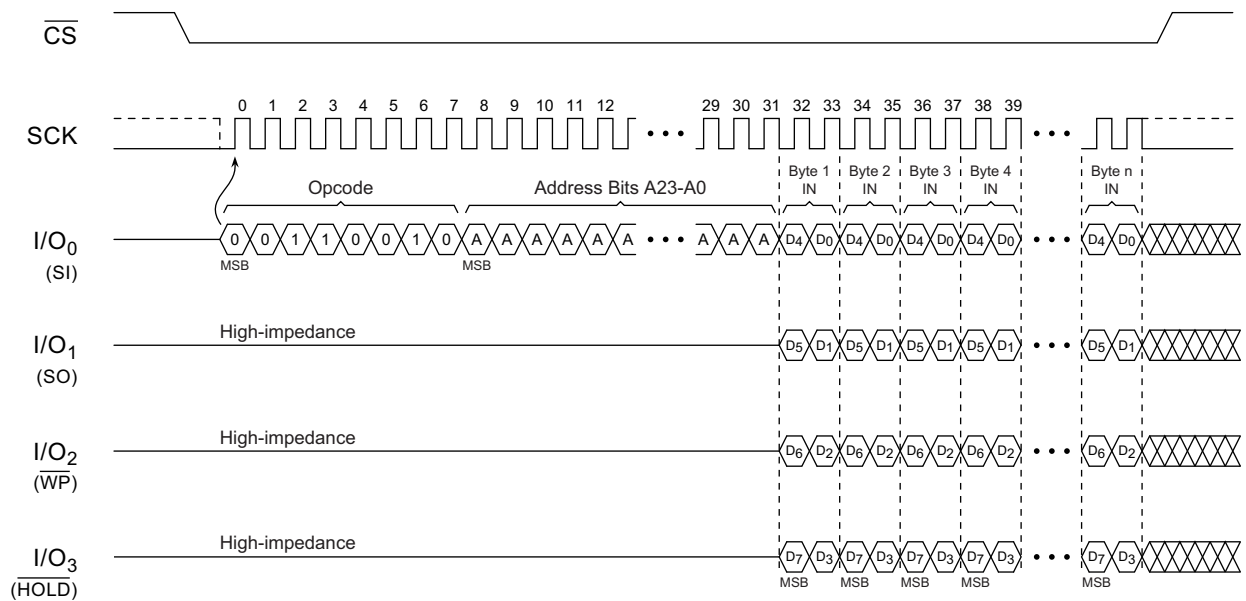 CS
0 1 2 3 4 5 6 7 8 9 10 11 12 29 30 31 32 33 34 35 36 37 38 39
SCK • • • • • •
Byte 1 IN Byte 2 IN Byte 3 IN Byte 4 IN Byte n IN
Opcode Address Bits A23-A0
I/O0 (SI) 0 0 1 1 0 0 1 0 A A A A A A • • • A A A D4 D0 D4 D0 D4 D0 D4 D0 • • • D4 D0
MSB MSB
High-impedance
I/O1 (SO) D5 D1 D5 D1 D5 D1 D5 D1 • • • D5 D1
High-impedance
I/O2 (WP) D6 D2 D6 D2 D6 D2 D6 D2 • • • D6 D2
High-impedance
I/O3 (HOLD) D7 D3 D7 D3 D7 D3 D7 D3 • • • D7 D3
MSB MSB MSB MSB MSB